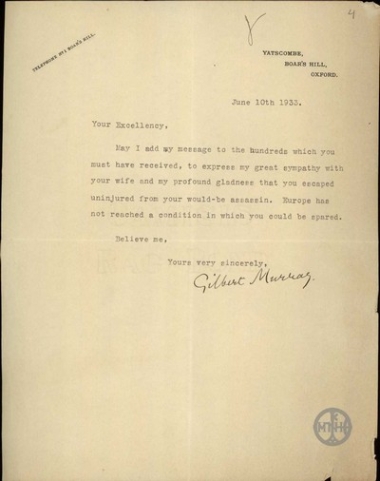 4
TELEPHONE No 1 BOAR'S HILL.
YATSCOMBE,
BOAR'S HILL,
OXFORD.
June 10th 1933.
Your Excellency,
May I add my message to the hundreds which you
must have received, to express my great sympathy with
your wife and my profound gladness that you escaped
uninjured from your would-be assassin. Europe has
not reached a condition in which you could be spared.
Believe me,
Yours very sincerely,
Gilbert Murray.